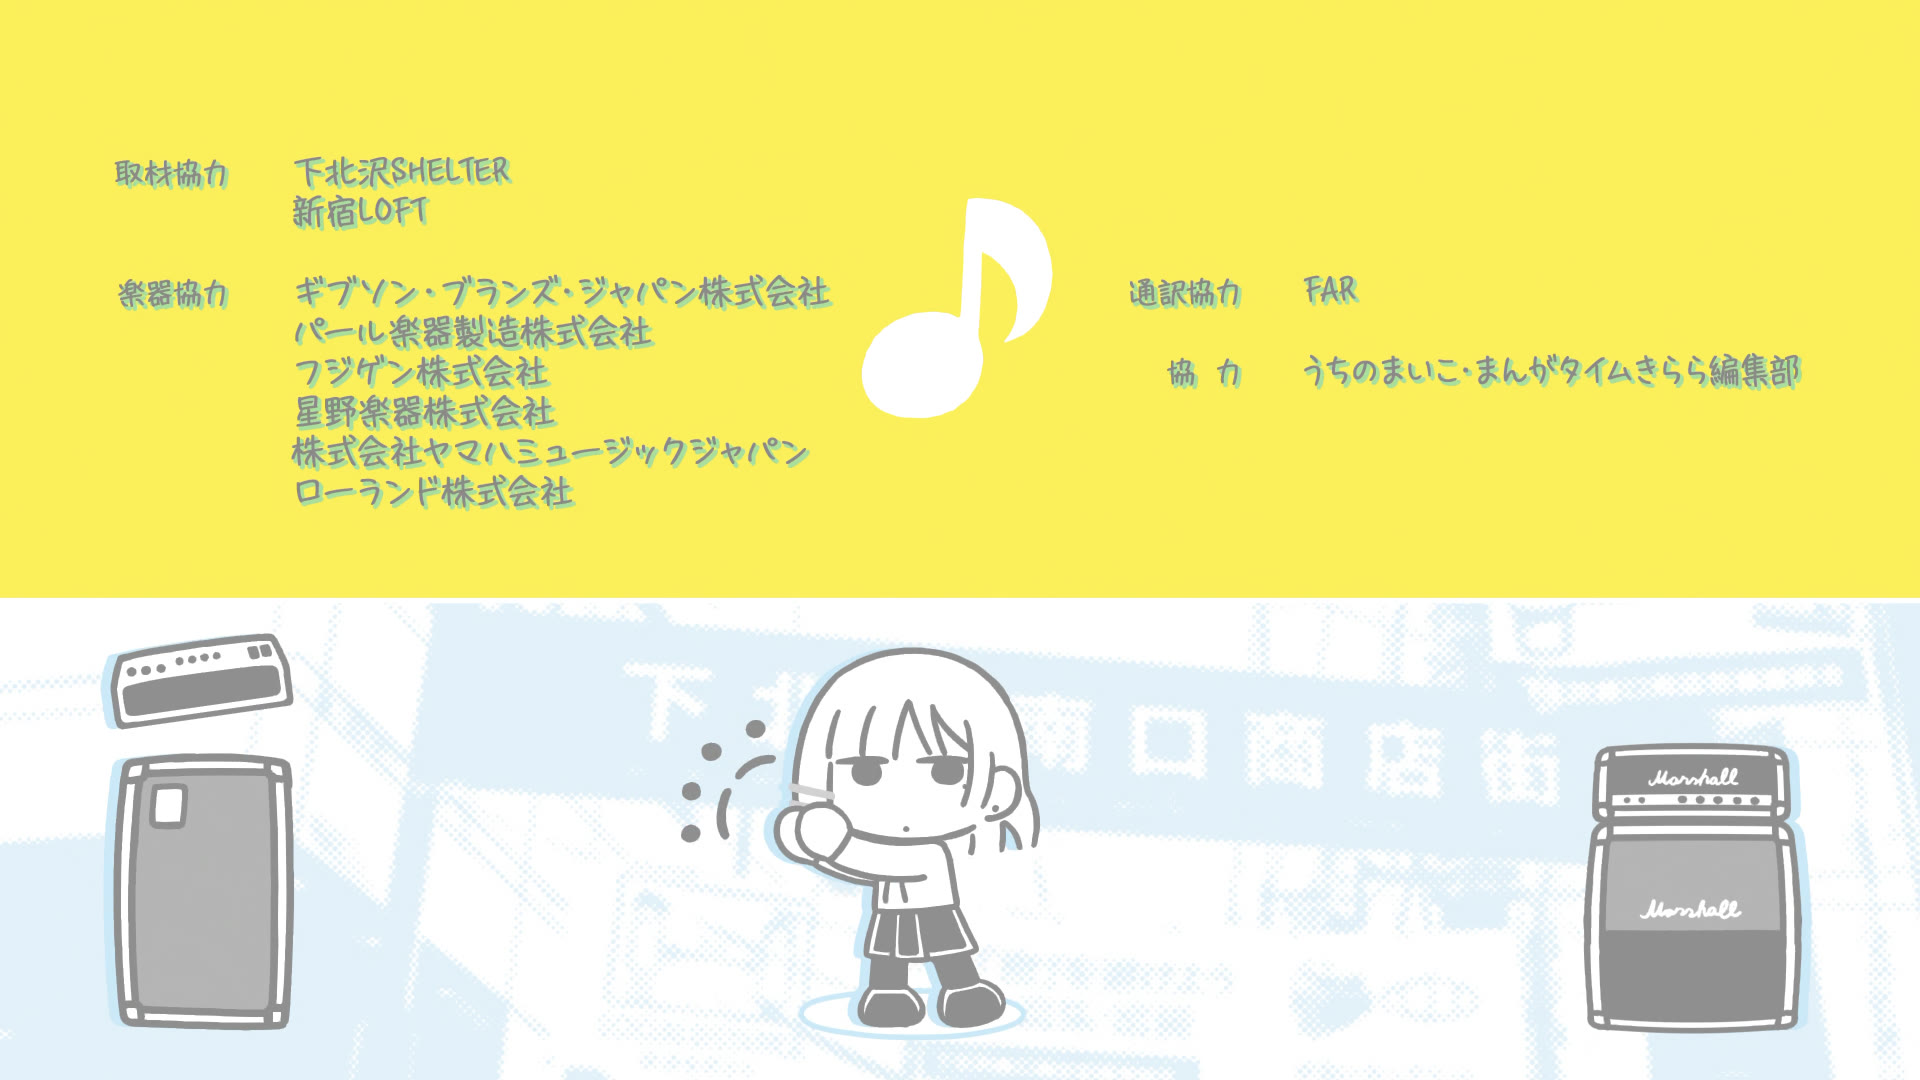 取材協力 下北沢SHELTER
新宿LOFT
楽器協力 ギブソン・ブランズ・ジャパン株式会社
パール楽器製造株式会社
フジゲン株式会社
星野楽器株式会社
株式会社ヤマハミュージックジャパン
ローランド株式会社
通訳協力 FAR
協 力 うちのまいこ・まんがタイムきらら編集部
下北 口商店街
Marshall
Marshall